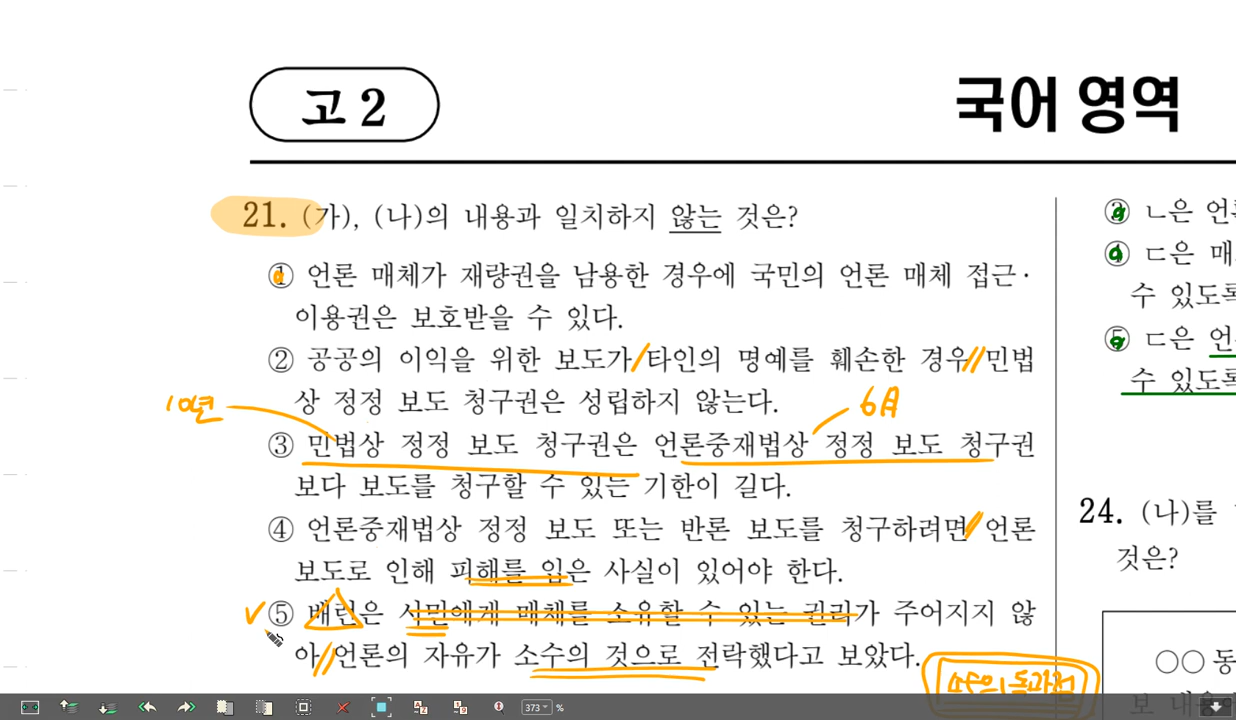 고 2
국어 영역
21. (가), (나)의 내용과 일치하지 않는 것은?
① 언론 매체가 재량권을 남용한 경우에 국민의 언론 매체 접근·
이용권은 보호받을 수 있다.
② 공공의 이익을 위한 보도가 타인의 명예를 훼손한 경우 민법
상 정정 보도 청구권은 성립하지 않는다.
10년
6月
③ 민법상 정정 보도 청구권은 언론중재법상 정정 보도 청구권
보다 보도를 청구할 수 있는 기한이 길다.
④ 언론중재법상 정정 보도 또는 반론 보도를 청구하려면 언론
보도로 인해 피해를 입은 사실이 있어야 한다.
⑤ 배런은 시민에게 매체를 소유할 수 있는 권리가 주어지지 않
아 언론의 자유가 소수의 것으로 전락했다고 보았다.
ㄴ은 언
④ ㄷ은 매
수 있도록
⑤ ㄷ은 언
수 있도록
24. (나)를
것은?
○○ 동
보 내용
373 %